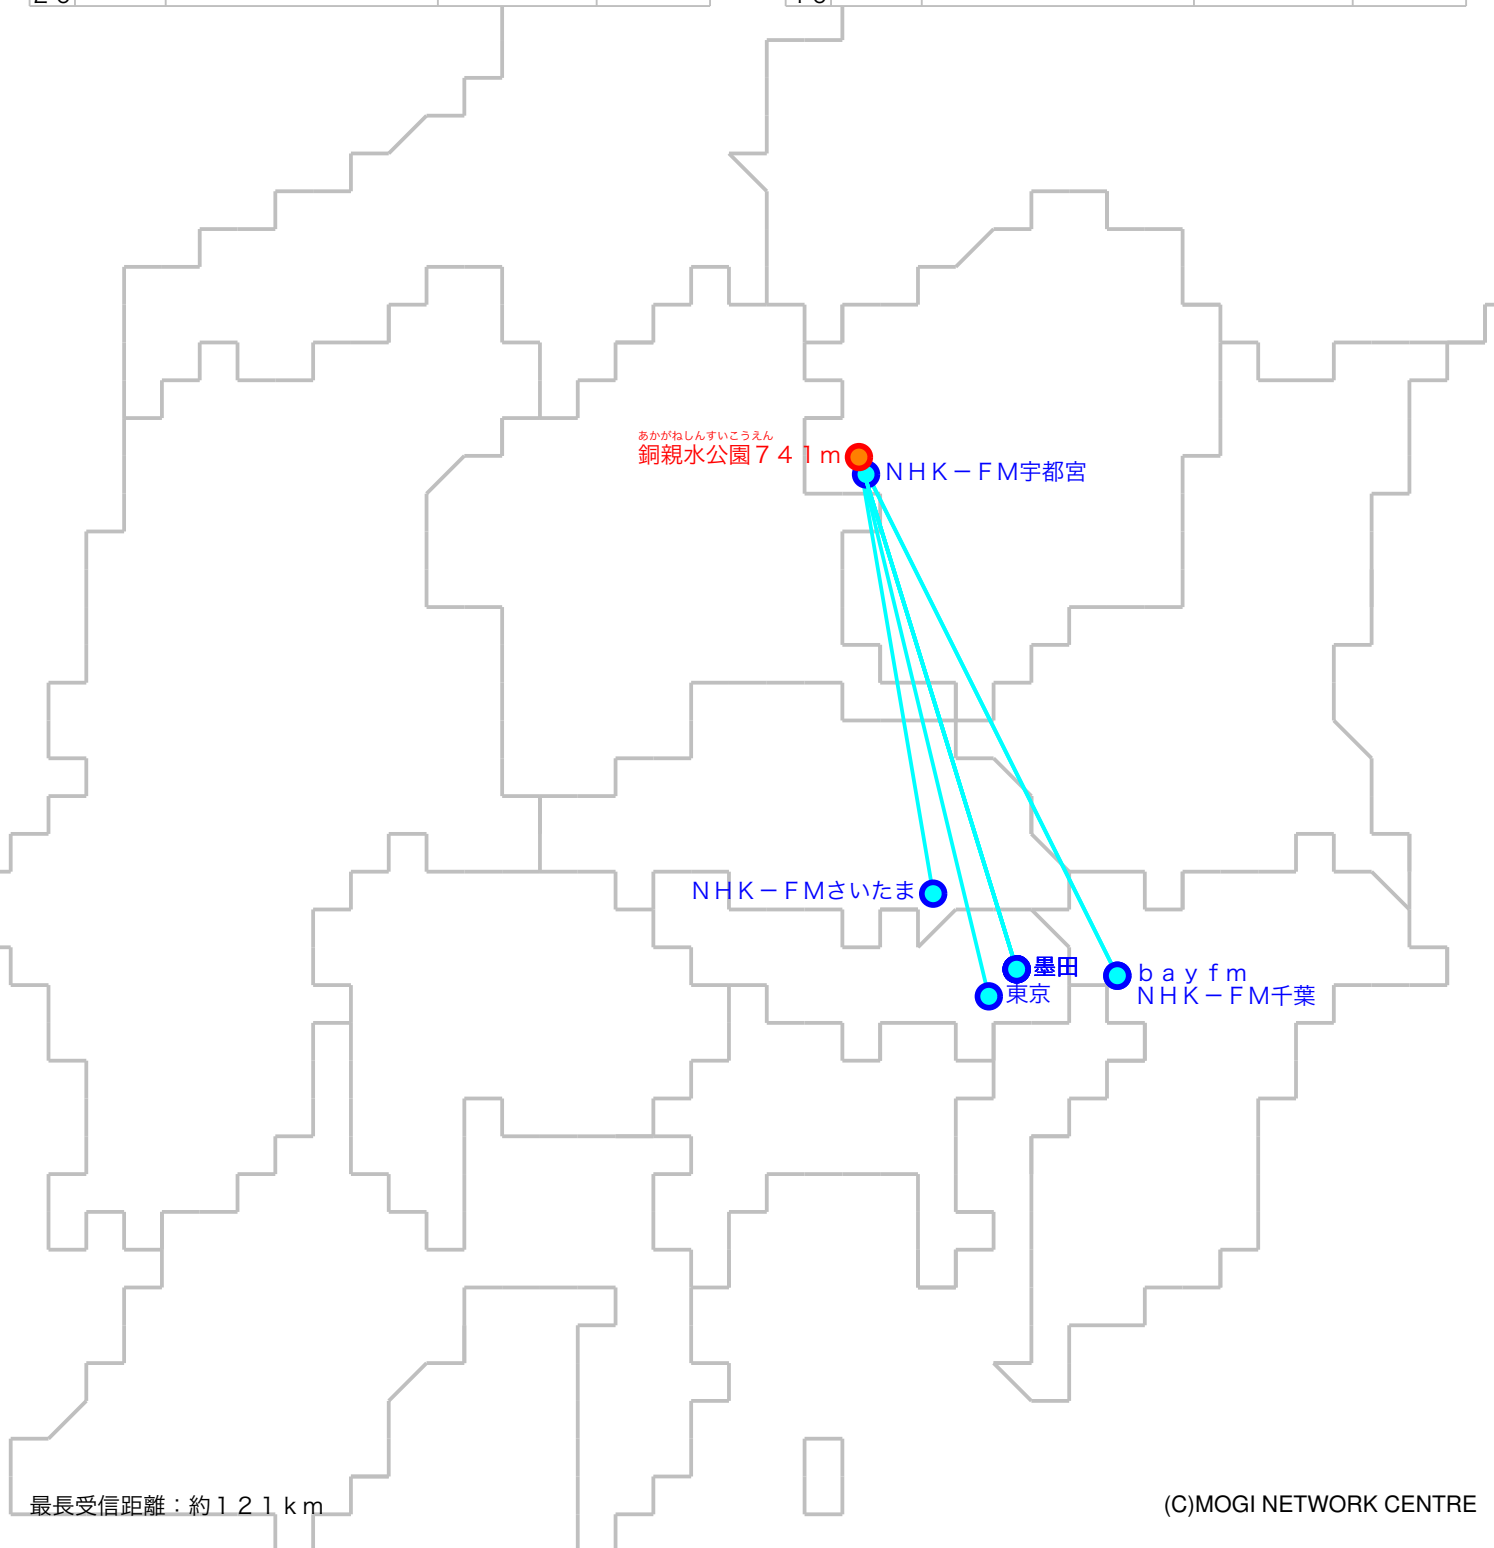 あかがねしんすいこうえん
銅親水公園７４１ｍ
ＮＨＫ－ＦＭ宇都宮
ＮＨＫ－ＦＭさいたま
墨田
東京
ｂａｙｆｍ
ＮＨＫ－ＦＭ千葉
最長受信距離：約１２１ｋｍ
(C)MOGI NETWORK CENTRE